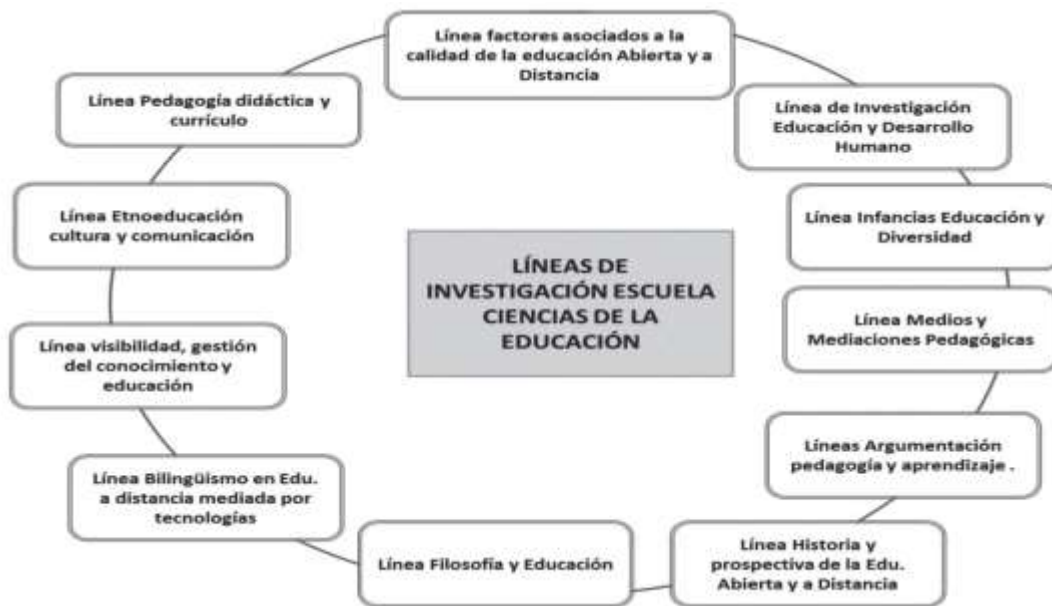 Línea factores asociados a la
calidad de la educación Abierta y a
Distancia
Línea de Investigación
Educación y Desarrollo
Humano
Línea Infancias Educación y
Diversidad
Línea Medios y
Mediaciones Pedagógicas
Líneas Argumentación
pedagogía y aprendizaje .
Línea Historia y
prospectiva de la Edu.
Abierta y a Distancia
Línea Filosofía y Educación
Línea Bilingüismo en Edu.
a distancia mediada por
tecnologías
Línea visibilidad, gestión
del conocimiento y
educación
Línea Etnoeducación
cultura y comunicación
Línea Pedagogía didáctica y
currículo
LÍNEAS DE
INVESTIGACIÓN ESCUELA
CIENCIAS DE LA
EDUCACIÓN